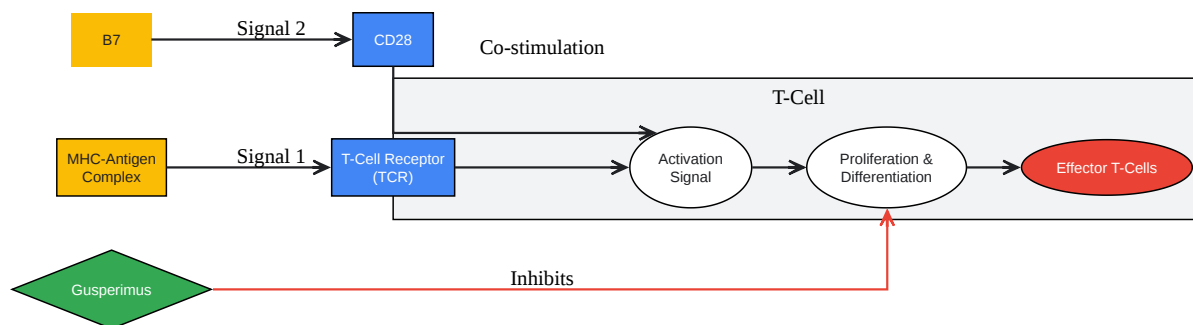 B7
Signal 2
CD28
Co-stimulation
T-Cell
MHC-Antigen
Complex
Signal 1
T-Cell Receptor
(TCR)
Activation
Signal
Proliferation &
Differentiation
Effector T-Cells
Gusperimus
Inhibits